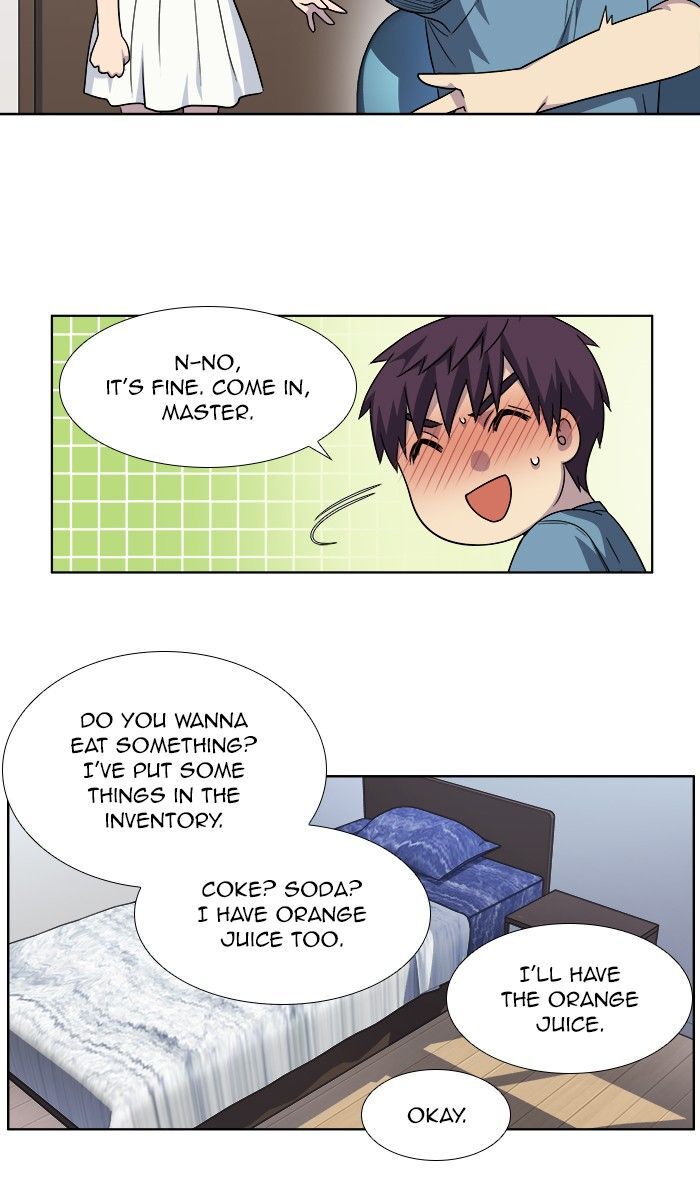 N-NO,
IT'S FINE. COME IN,
MASTER.
DO YOU WANNA
EAT SOMETHING?
I'VE PUT SOME
THINGS IN THE
INVENTORY.
COKE? SODA?
I HAVE ORANGE
JUICE TOO.
I'LL HAVE
THE ORANGE
JUICE.
OKAY.